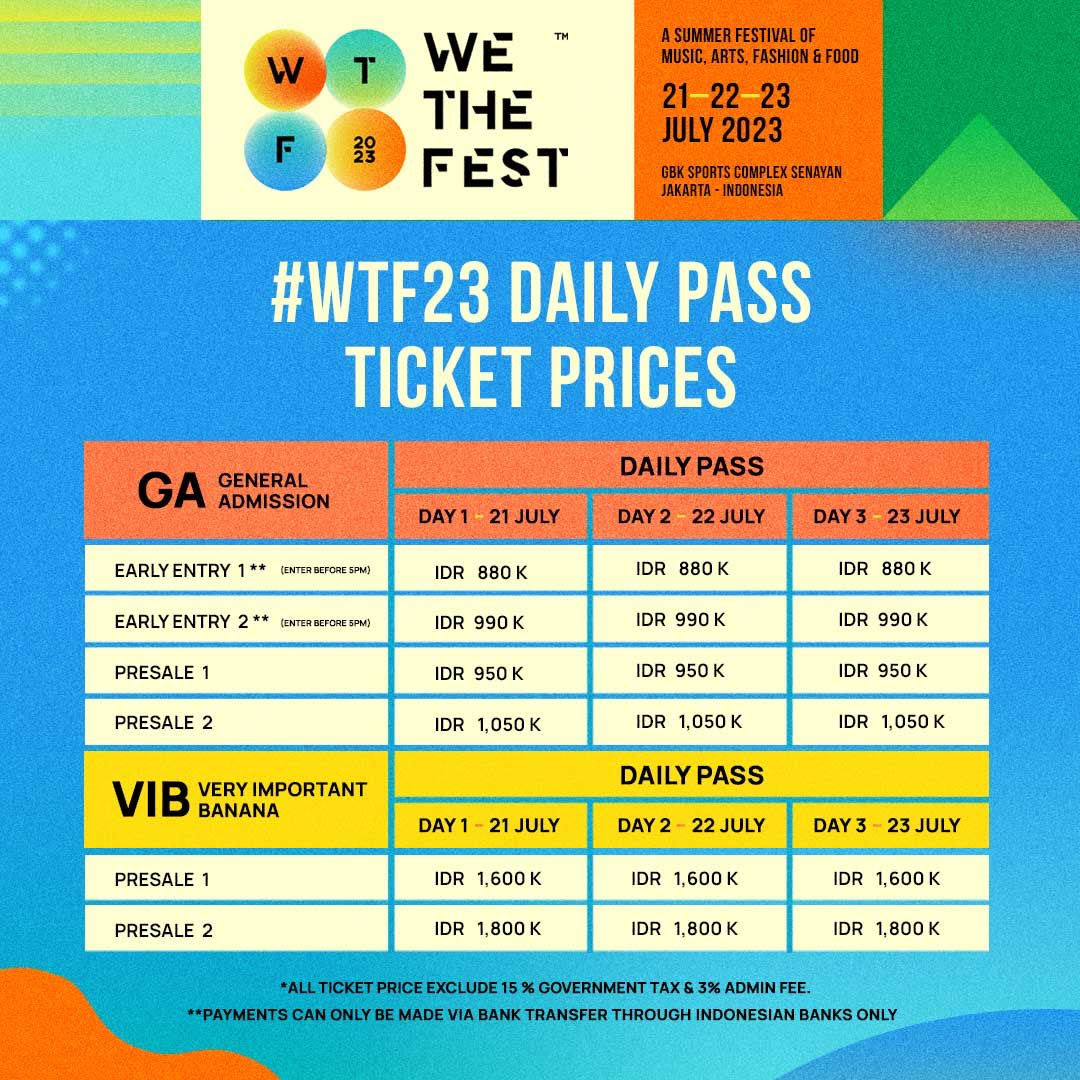 W T
F 2023
WE THE FEST ™
A SUMMER FESTIVAL OF
MUSIC, ARTS, FASHION & FOOD
21–22–23
JULY 2023
GBK SPORTS COMPLEX SENAYAN
JAKARTA - INDONESIA
#WTF23 DAILY PASS
TICKET PRICES
GA GENERAL ADMISSION
DAILY PASS
DAY 1 - 21 JULY DAY 2 - 22 JULY DAY 3 - 23 JULY
EARLY ENTRY 1 ** (ENTER BEFORE 5PM) IDR 880 K IDR 880 K IDR 880 K
EARLY ENTRY 2 ** (ENTER BEFORE 5PM) IDR 990 K IDR 990 K IDR 990 K
PRESALE 1 IDR 950 K IDR 950 K IDR 950 K
PRESALE 2 IDR 1,050 K IDR 1,050 K IDR 1,050 K
VIB VERY IMPORTANT BANANA
DAILY PASS
DAY 1 - 21 JULY DAY 2 - 22 JULY DAY 3 - 23 JULY
PRESALE 1 IDR 1,600 K IDR 1,600 K IDR 1,600 K
PRESALE 2 IDR 1,800 K IDR 1,800 K IDR 1,800 K
*ALL TICKET PRICE EXCLUDE 15 % GOVERNMENT TAX & 3% ADMIN FEE.
**PAYMENTS CAN ONLY BE MADE VIA BANK TRANSFER THROUGH INDONESIAN BANKS ONLY